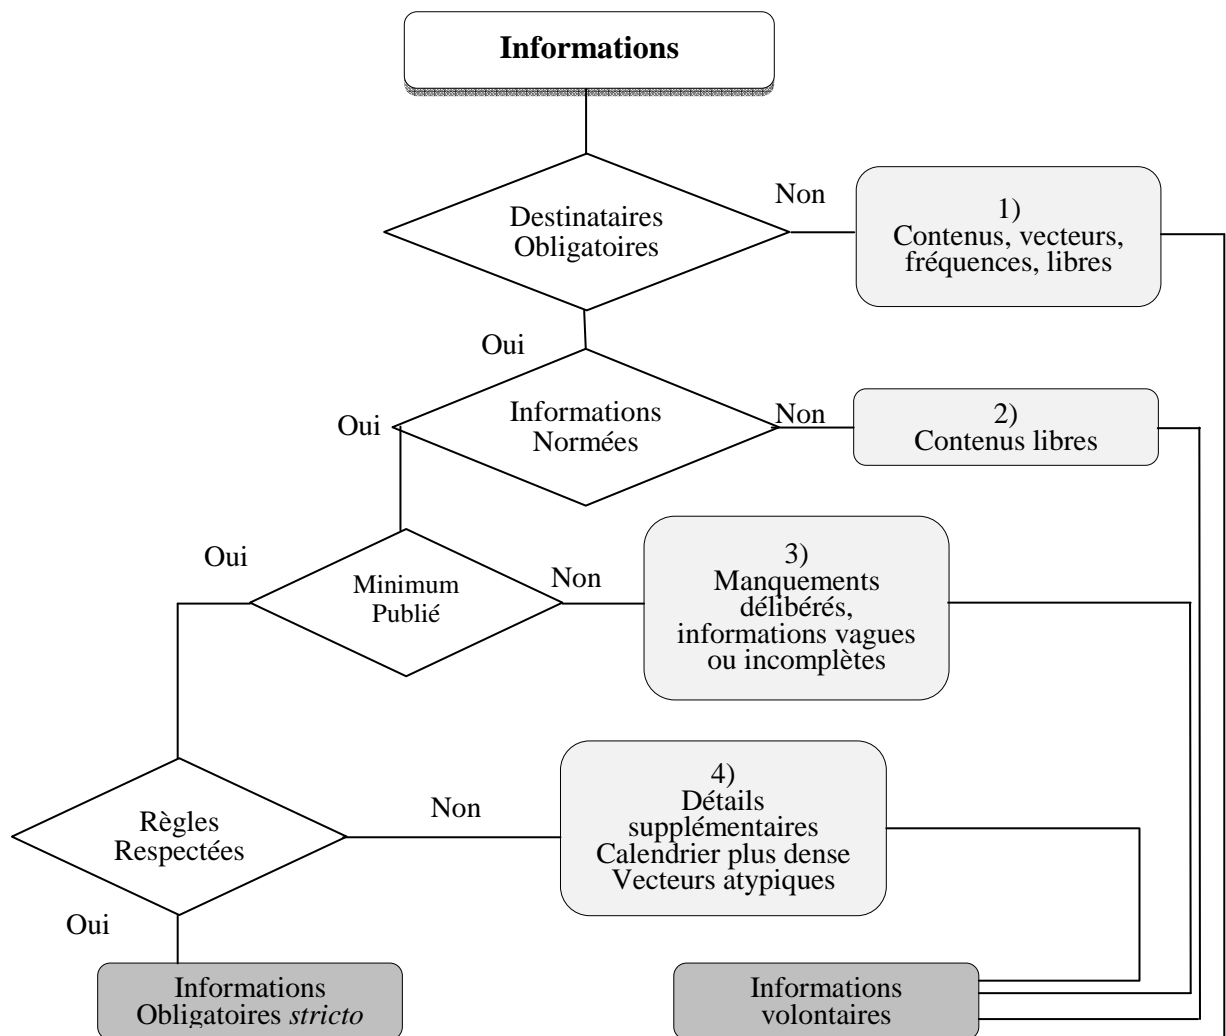 Informations
Destinataires
Obligatoires
Non
1)
Contenus, vecteurs,
fréquences, libres
Oui
Oui
Informations
Normées
Non
2)
Contenus libres
Oui
Minimum
Publié
Non
3)
Manquements
délibérés,
informations vagues
ou incomplètes
Règles
Respectées
Non
4)
Détails
supplémentaires
Calendrier plus dense
Vecteurs atypiques
Oui
Informations
Obligatoires stricto
Informations
volontaires